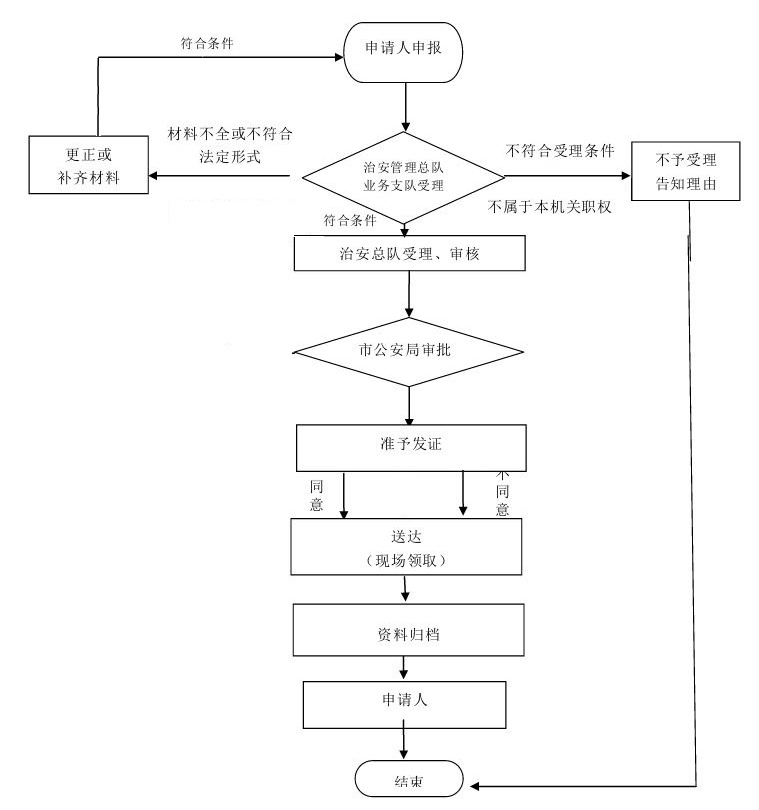 符合条件
申请人申报
材料不全或不符合
法定形式
更正或
补齐材料
治安管理总队
业务支队受理
不符合受理条件
不属于本机关职权
不予受理
告知理由
符合条件
治安总队受理、审核
市公安局审批
准予发证
同
意
不
同
意
送达
（现场领取）
资料归档
申请人
结束